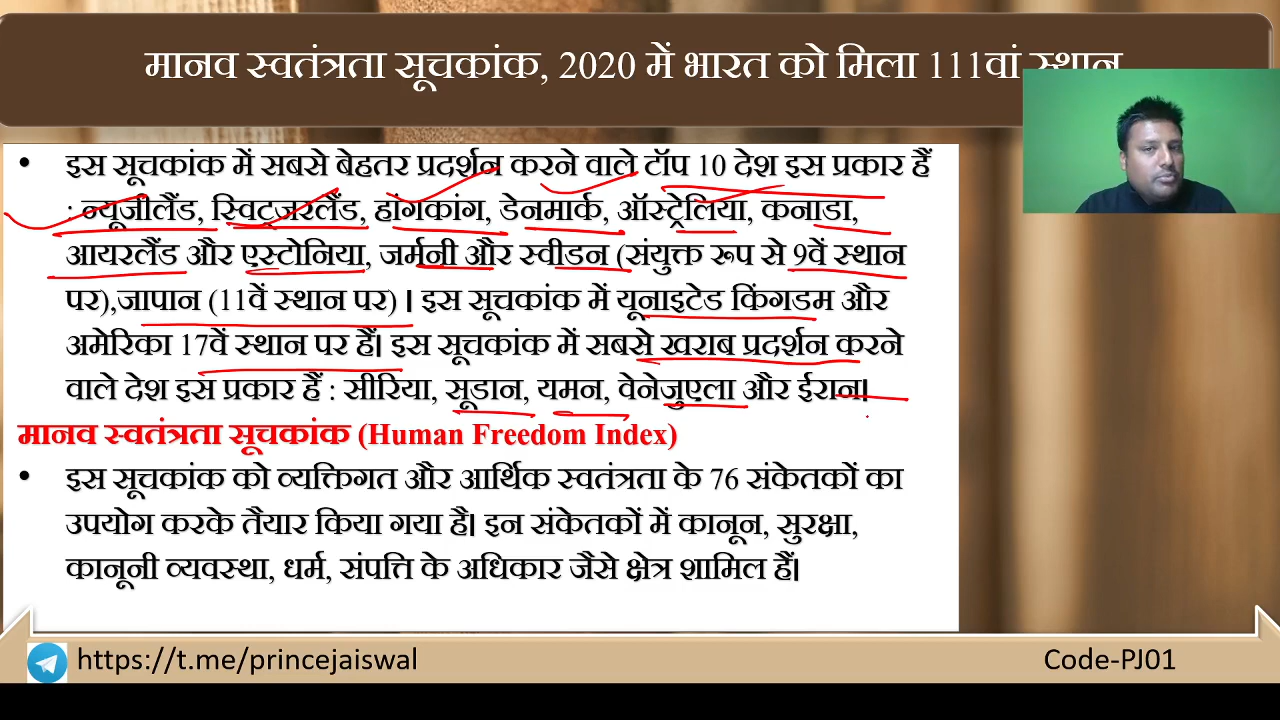 मानव स्वतंत्रता सूचकांक, 2020 में भारत को मिला 111वां स्थान
• इस सूचकांक में सबसे बेहतर प्रदर्शन करने वाले टॉप 10 देश इस प्रकार हैं
: न्यूजीलैंड, स्विट्जरलैंड, हांगकांग, डेनमार्क, ऑस्ट्रेलिया, कनाडा,
आयरलैंड और एस्टोनिया, जर्मनी और स्वीडन (संयुक्त रूप से 9वें स्थान
पर),जापान (11वें स्थान पर) । इस सूचकांक में यूनाइटेड किंगडम और
अमेरिका 17वें स्थान पर हैं। इस सूचकांक में सबसे खराब प्रदर्शन करने
वाले देश इस प्रकार हैं : सीरिया, सूडान, यमन, वेनेजुएला और ईरान।
मानव स्वतंत्रता सूचकांक (Human Freedom Index)
• इस सूचकांक को व्यक्तिगत और आर्थिक स्वतंत्रता के 76 संकेतकों का
उपयोग करके तैयार किया गया है। इन संकेतकों में कानून, सुरक्षा,
कानूनी व्यवस्था, धर्म, संपत्ति के अधिकार जैसे क्षेत्र शामिल हैं।
https://t.me/princejaiswal
Code-PJ01